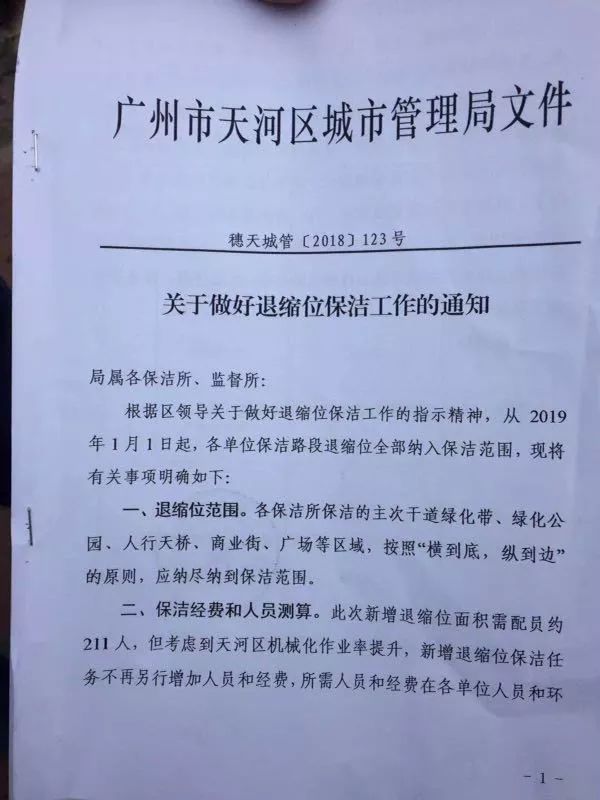 广州市天河区城市管理局文件
穗天城管〔2018〕123号
关于做好退缩位保洁工作的通知
局属各保洁所、监督所：
根据区领导关于做好退缩位保洁工作的指示精神，从 2019
年1月1日起，各单位保洁路段退缩位全部纳入保洁范围，现将
有关事项明确如下：
一、退缩位范围。各保洁所保洁的主次干道绿化带、绿化公
园、人行天桥、商业街、广场等区域，按照“横到底，纵到边”
的原则，应纳尽纳到保洁范围。
二、保洁经费和人员测算。此次新增退缩位面积需配员约
211人，但考虑到天河区机械化作业率提升，新增退缩位保洁任
务不再另行增加人员和经费，所需人员和经费在各单位人员和环
- 1 -